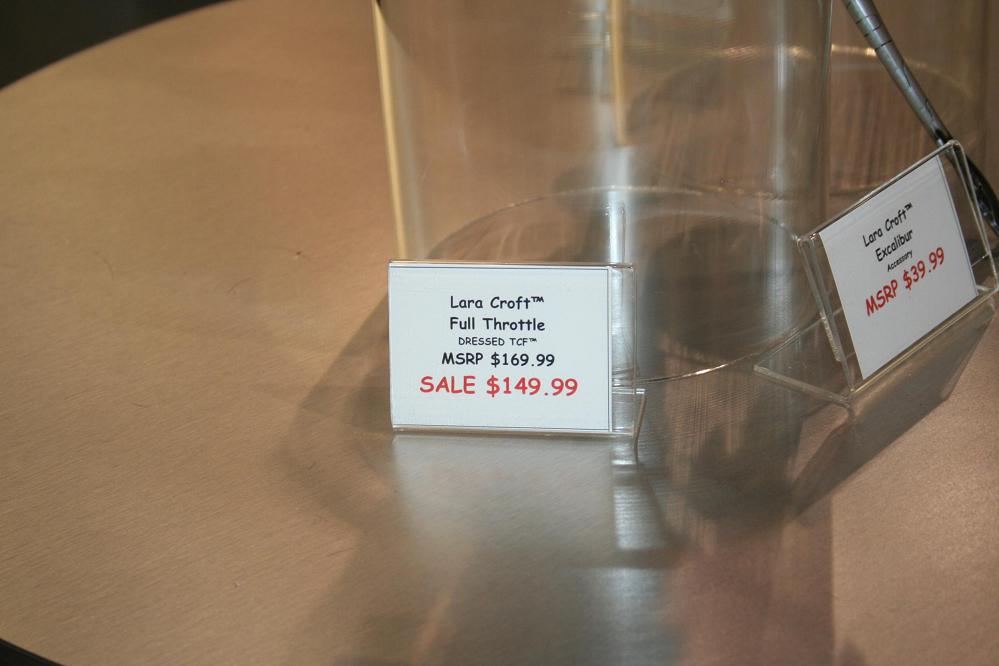 Lara Croft™
Full Throttle
DRESSED TCF™
MSRP $169.99
SALE $149.99
Lara Croft™
Excalibur
Accessory
MSRP $39.99